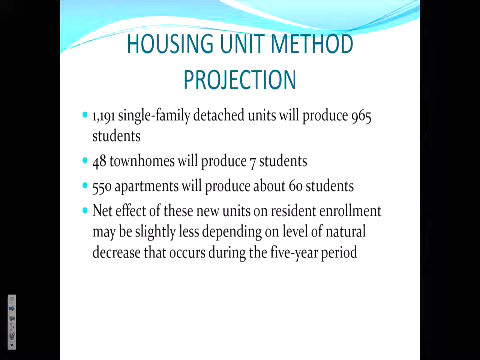 HOUSING UNIT METHOD
PROJECTION
1,191 single-family detached units will produce 965
students
48 townhomes will produce 7 students
550 apartments will produce about 60 students
Net effect of these new units on resident enrollment
may be slightly less depending on level of natural
decrease that occurs during the five-year period